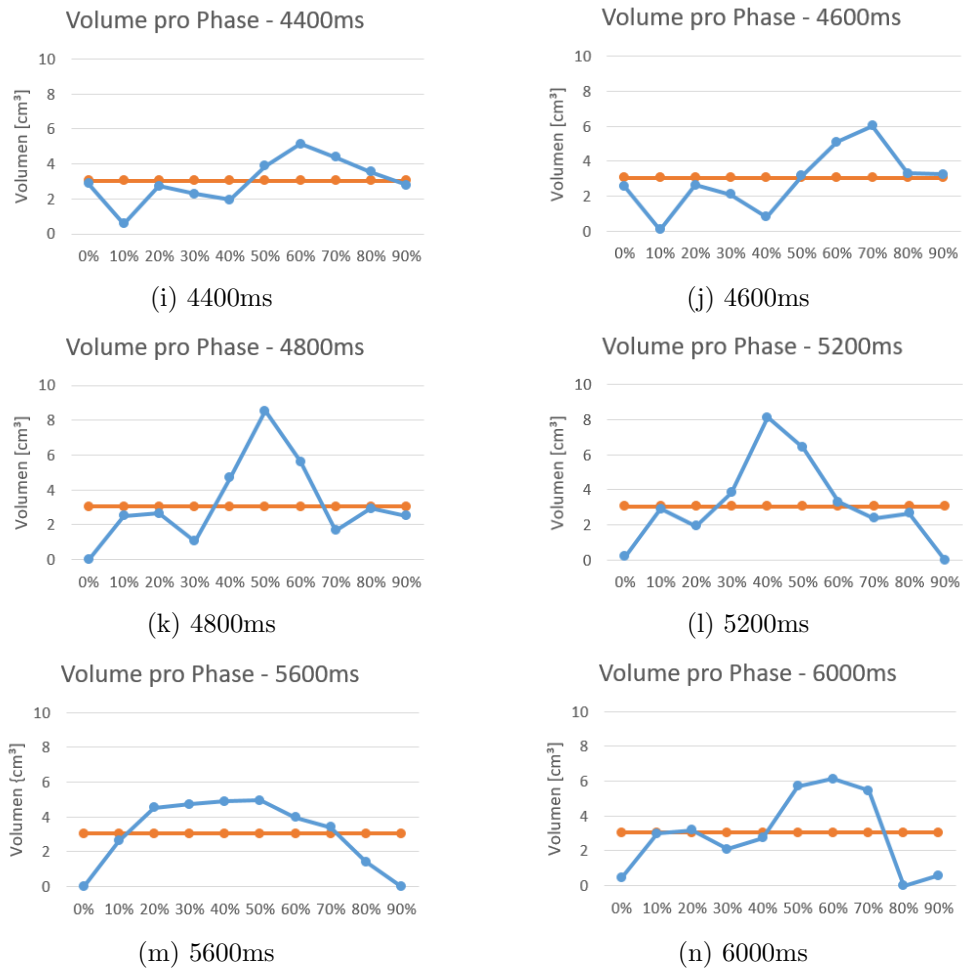 Volume pro Phase - 4400ms
Volumen [cm³]
10
8
6
4
2
0
0% 10% 20% 30% 40% 50% 60% 70% 80% 90%
(i) 4400ms
Volume pro Phase - 4600ms
Volumen [cm³]
10
8
6
4
2
0
0% 10% 20% 30% 40% 50% 60% 70% 80% 90%
(j) 4600ms
Volume pro Phase - 4800ms
Volumen [cm³]
10
8
6
4
2
0
0% 10% 20% 30% 40% 50% 60% 70% 80% 90%
(k) 4800ms
Volume pro Phase - 5200ms
Volumen [cm³]
10
8
6
4
2
0
0% 10% 20% 30% 40% 50% 60% 70% 80% 90%
(l) 5200ms
Volume pro Phase - 5600ms
Volumen {cm³]
10
8
6
4
2
0
0% 10% 20% 30% 40% 50% 60% 70% 80% 90%
(m) 5600ms
Volume pro Phase - 6000ms
Volumen [cm³]
10
8
6
4
2
0
0% 10% 20% 30% 40% 50% 60% 70% 80% 90%
(n) 6000ms